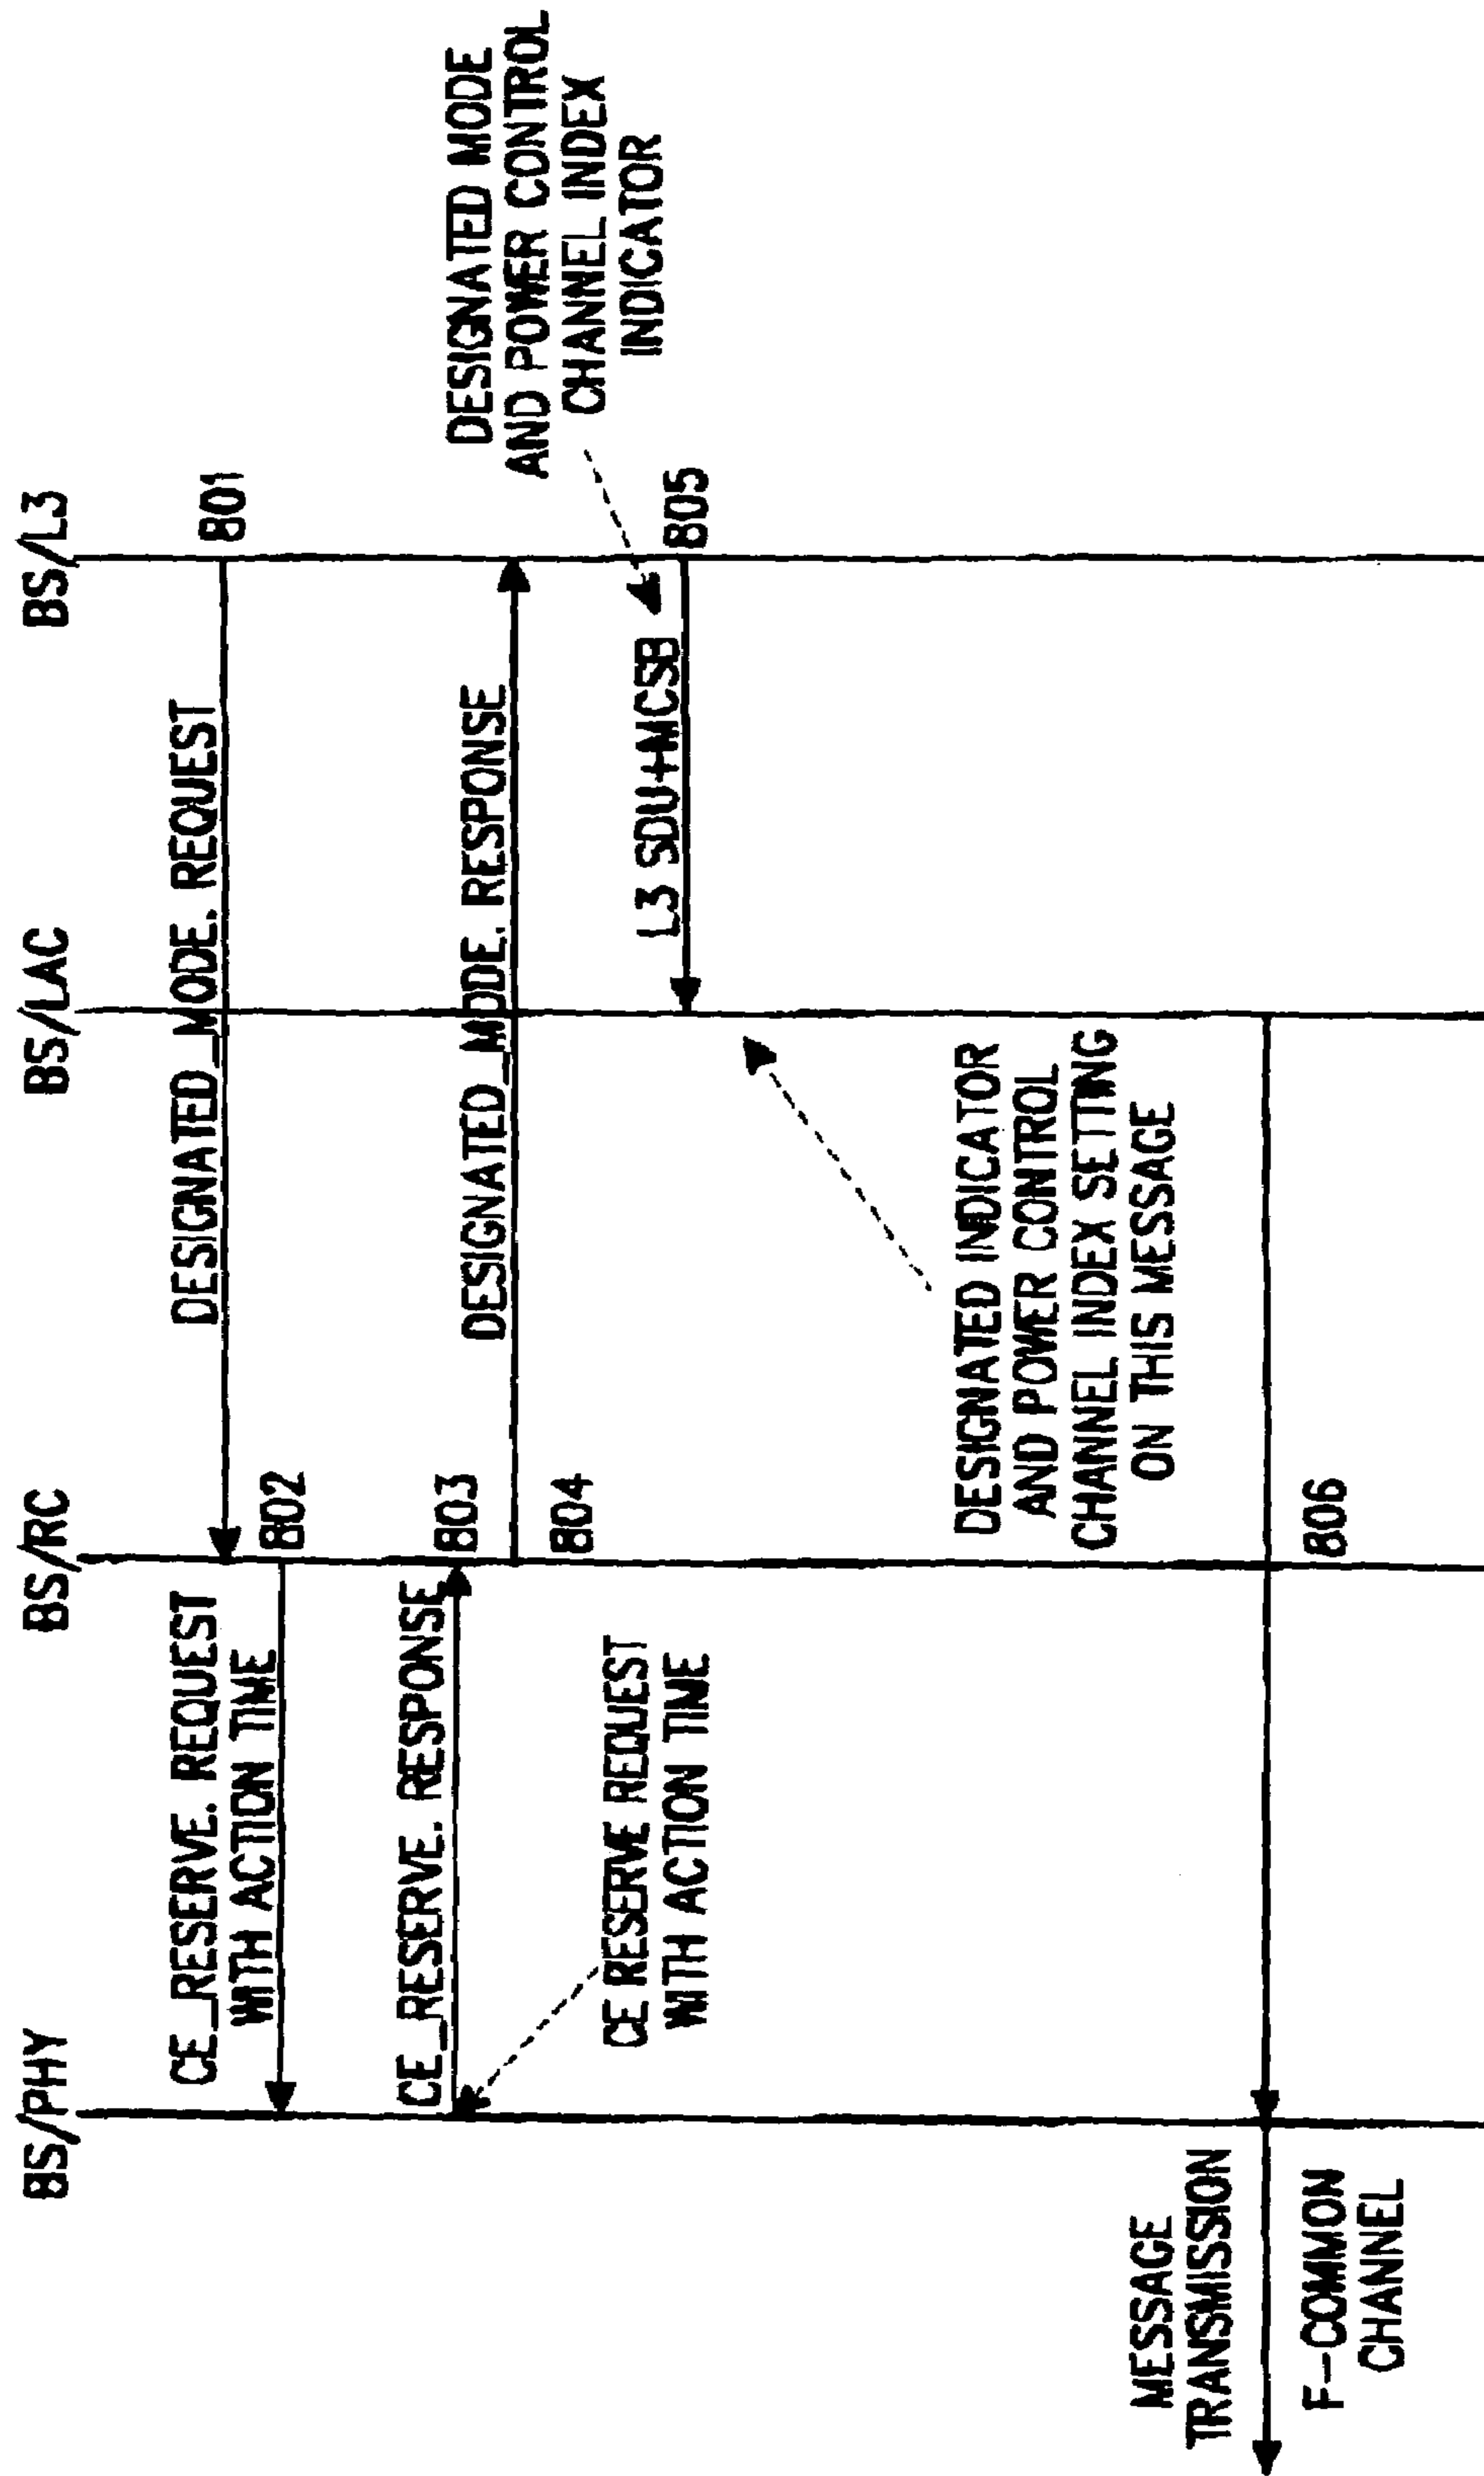 BS/PHY
BS/RC
BS/LAC
BS/L3
CE_RESERVE. REQUEST
WITH ACTION TIME
DESIGNATED_MODE. REQUEST
801
802
CE_RESERVE. RESPONSE
803
DESIGNATED_MODE. RESPONSE
804
DESIGNATED MODE
AND POWER CONTROL
CHANNEL INDEX
INDICATOR
CE RESERVE REQUEST
WITH ACTION TIME
L3 SDU+MCSB
805
DESIGNATED INDICATOR
AND POWER CONTROL
CHANNEL INDEX SETTING
ON THIS MESSAGE
MESSAGE
TRANSMISSION
806
F-COMMON
CHANNEL